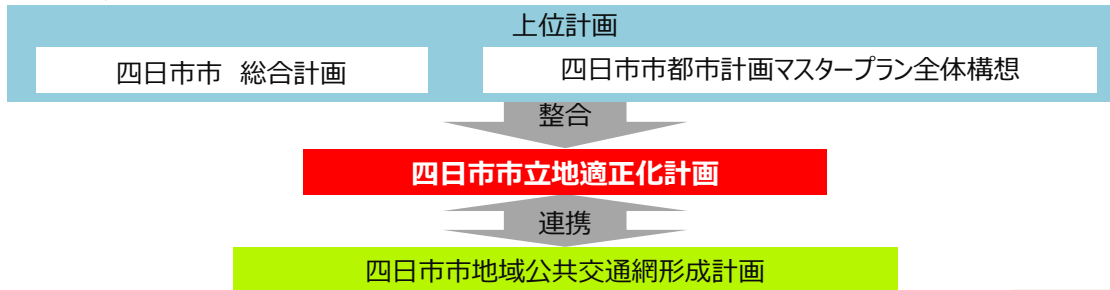 上位計画
四日市市 総合計画
四日市市都市計画マスタープラン全体構想
整合
四日市市立地適正化計画
連携
四日市市地域公共交通網形成計画